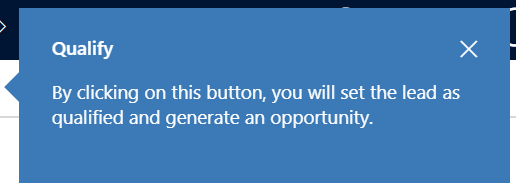 Qualify
By clicking on this button, you will set the lead as
qualified and generate an opportunity.